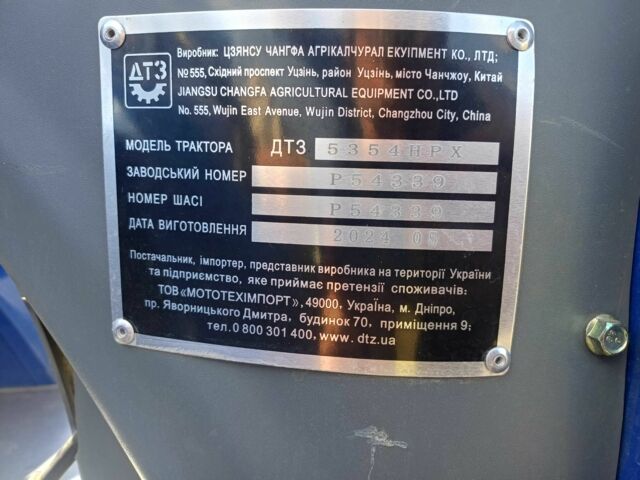 ДТЗ
Виробник: ЦЗЯНСУ ЧАНГФА АГРІКАЛЧУРАЛ ЕКУІПМЕНТ КО., ЛТД;
№ 555, Східний проспект Уцзінь, район Уцзінь, місто Чанчжоу, Китай
JIANGSU CHANGFA AGRICULTURAL EQUIPMENT CO.,LTD
No. 555, Wujin East Avenue, Wujin District, Changzhou City, China
МОДЕЛЬ ТРАКТОРА ДТЗ 5354HPX
ЗАВОДСЬКИЙ НОМЕР P54339
НОМЕР ШАСІ P54339
ДАТА ВИГОТОВЛЕННЯ 2024 07
Постачальник, імпортер, представник виробника на території України
та підприємство, яке приймає претензії споживачів:
ТОВ «МОТОТЕХІМПОРТ», 49000, Україна, м. Дніпро,
пр. Яворницького Дмитра, будинок 70, приміщення 9;
тел. 0 800 301 400, www. dtz.ua
8.8